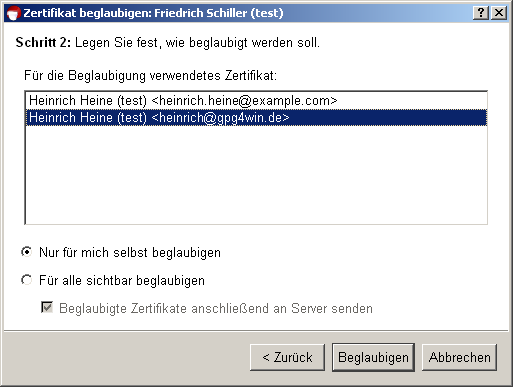 Zertifikat beglaubigen: Friedrich Schiller (test)
Schritt 2: Legen Sie fest, wie beglaubigt werden soll.
Für die Beglaubigung verwendetes Zertifikat:
Heinrich Heine (test) <heinrich.heine@example.com>
Heinrich Heine (test) <heinrich@gpg4win.de>
Nur für mich selbst beglaubigen
Für alle sichtbar beglaubigen
Beglaubigte Zertifikate anschließend an Server senden
< Zurück Beglaubigen Abbrechen